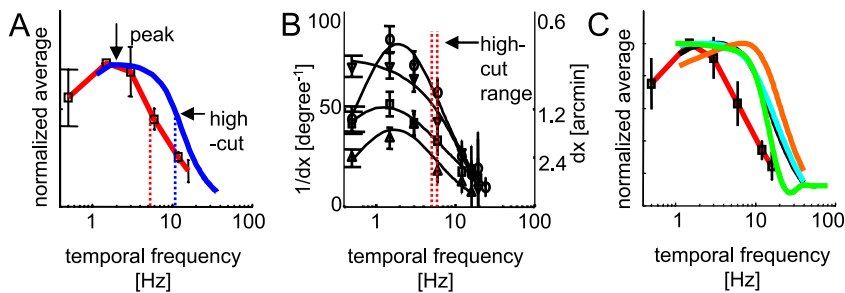 A
peak
high
-cut
normalized average
1
10
100
temporal frequency
[Hz]
B
100
50
0
1/dx [degree-1]
high-
cut
range
0.6
1.2
2.4
dx [arcmin]
1
10
100
temporal frequency
[Hz]
C
normalized average
0
1
10
100
temporal frequency
[Hz]